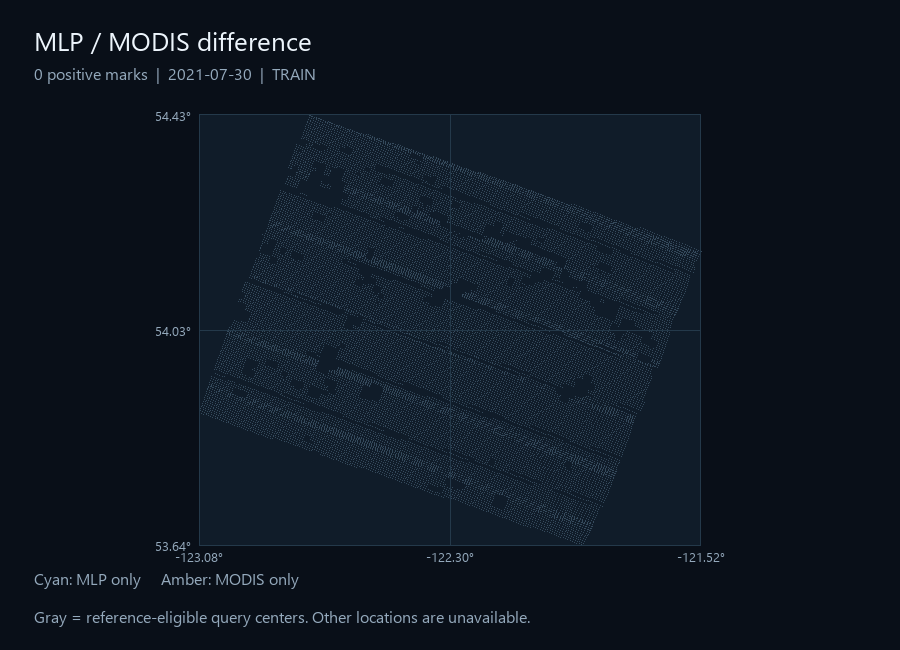 MLP / MODIS difference
0 positive marks | 2021-07-30 | TRAIN
54.43°
54.03°
53.64°
-123.08° -122.30° -121.52°
Cyan: MLP only Amber: MODIS only
Gray = reference-eligible query centers. Other locations are unavailable.